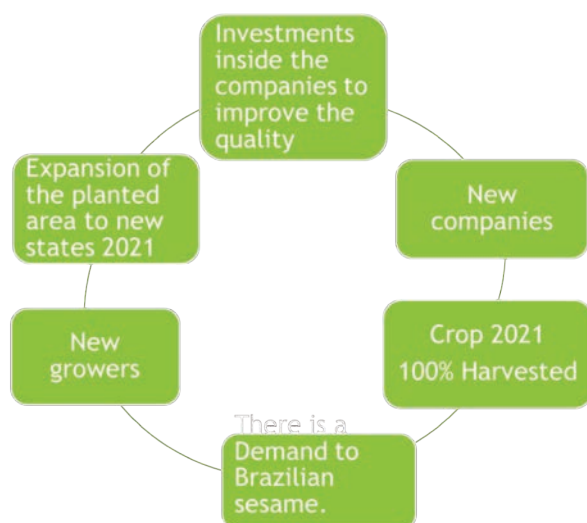 Investments
inside the
companies to
improve the
quality
New
companies
Crop 2021
100% Harvested
There is a
Demand to
Brazilian
sesame.
New
growers
Expansion of
the planted
area to new
states 2021